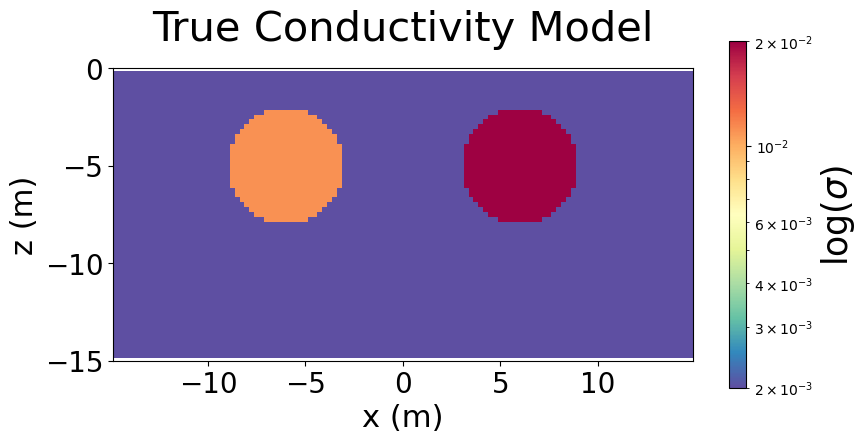 True Conductivity Model
0
−5
−10
−15
z (m)
−10 −5 0 5 10
x (m)
2 × 10⁻²
10⁻²
6 × 10⁻³
4 × 10⁻³
3 × 10⁻³
2 × 10⁻³
log(σ)